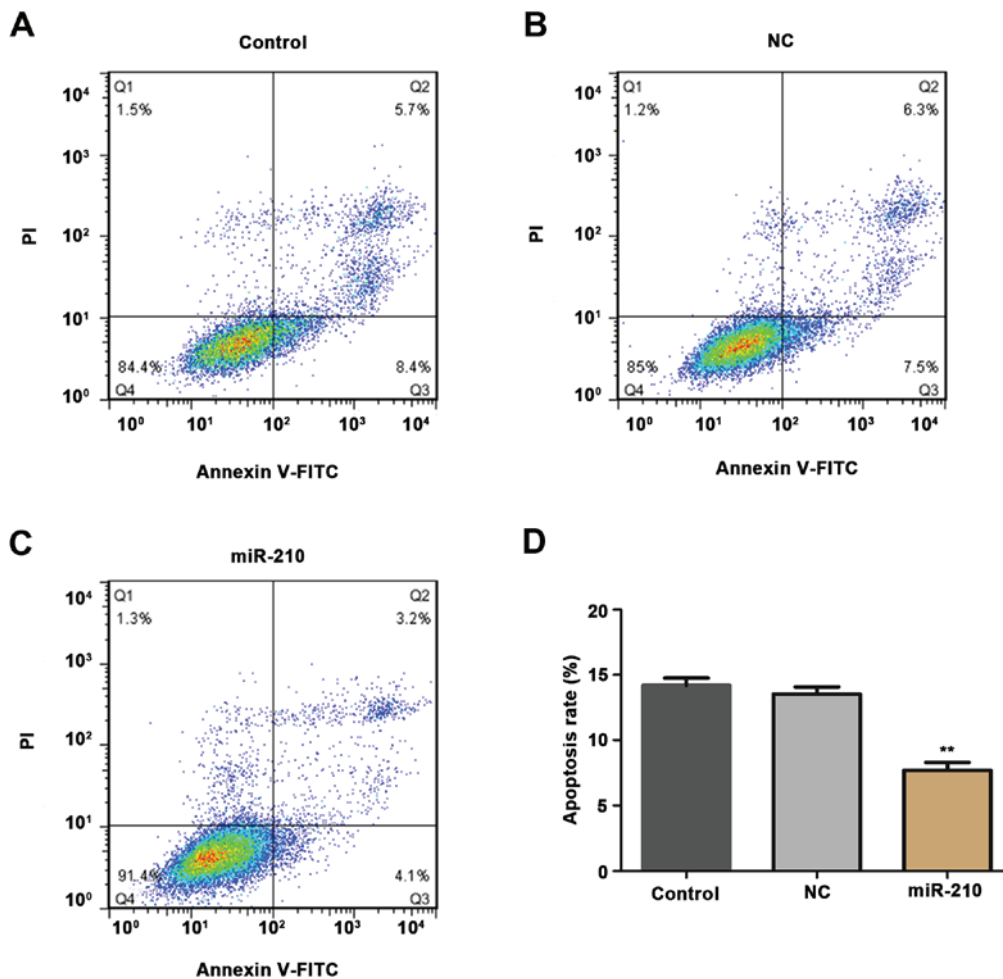 A
Control
Q1
Q2
1.5%
5.7%
10⁴
10³
10²
10¹
10⁰
PI
84.4%
8.4%
Q4
Q3
10⁰ 10¹ 10² 10³ 10⁴
Annexin V-FITC
B
NC
Q1
Q2
1.2%
6.3%
10⁴
10³
10²
10¹
10⁰
PI
85%
7.5%
Q4
Q3
10⁰ 10¹ 10² 10³ 10⁴
Annexin V-FITC
C
miR-210
Q1
Q2
1.3%
3.2%
10⁴
10³
10²
10¹
10⁰
PI
91.4%
4.1%
Q4
Q3
10⁰ 10¹ 10² 10³ 10⁴
Annexin V-FITC
D
Apoptosis rate (%)
20
15
10
5
0
**
Control NC miR-210